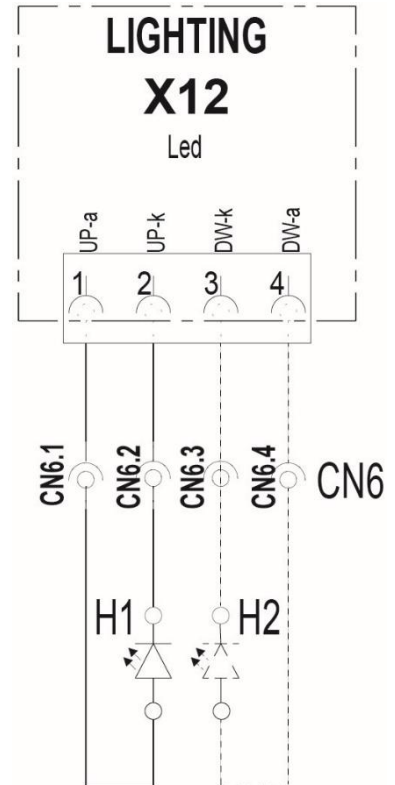 LIGHTING
X12
Led
UP-a
UP-k
DW-k
DW-a
1
2
3
4
CN6.1
CN6.2
CN6.3
CN6.4
CN6
H1
H2